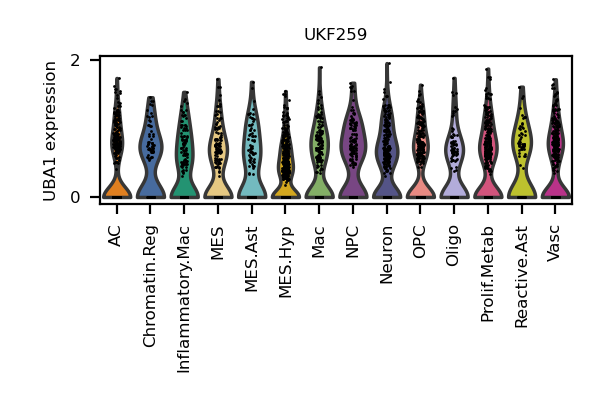 UKF259
UBA1 expression
2
0
AC
Chromatin.Reg
Inflammatory.Mac
MES
MES.Ast
MES.Hyp
Mac
NPC
Neuron
OPC
Oligo
Prolif.Metab
Reactive.Ast
Vasc